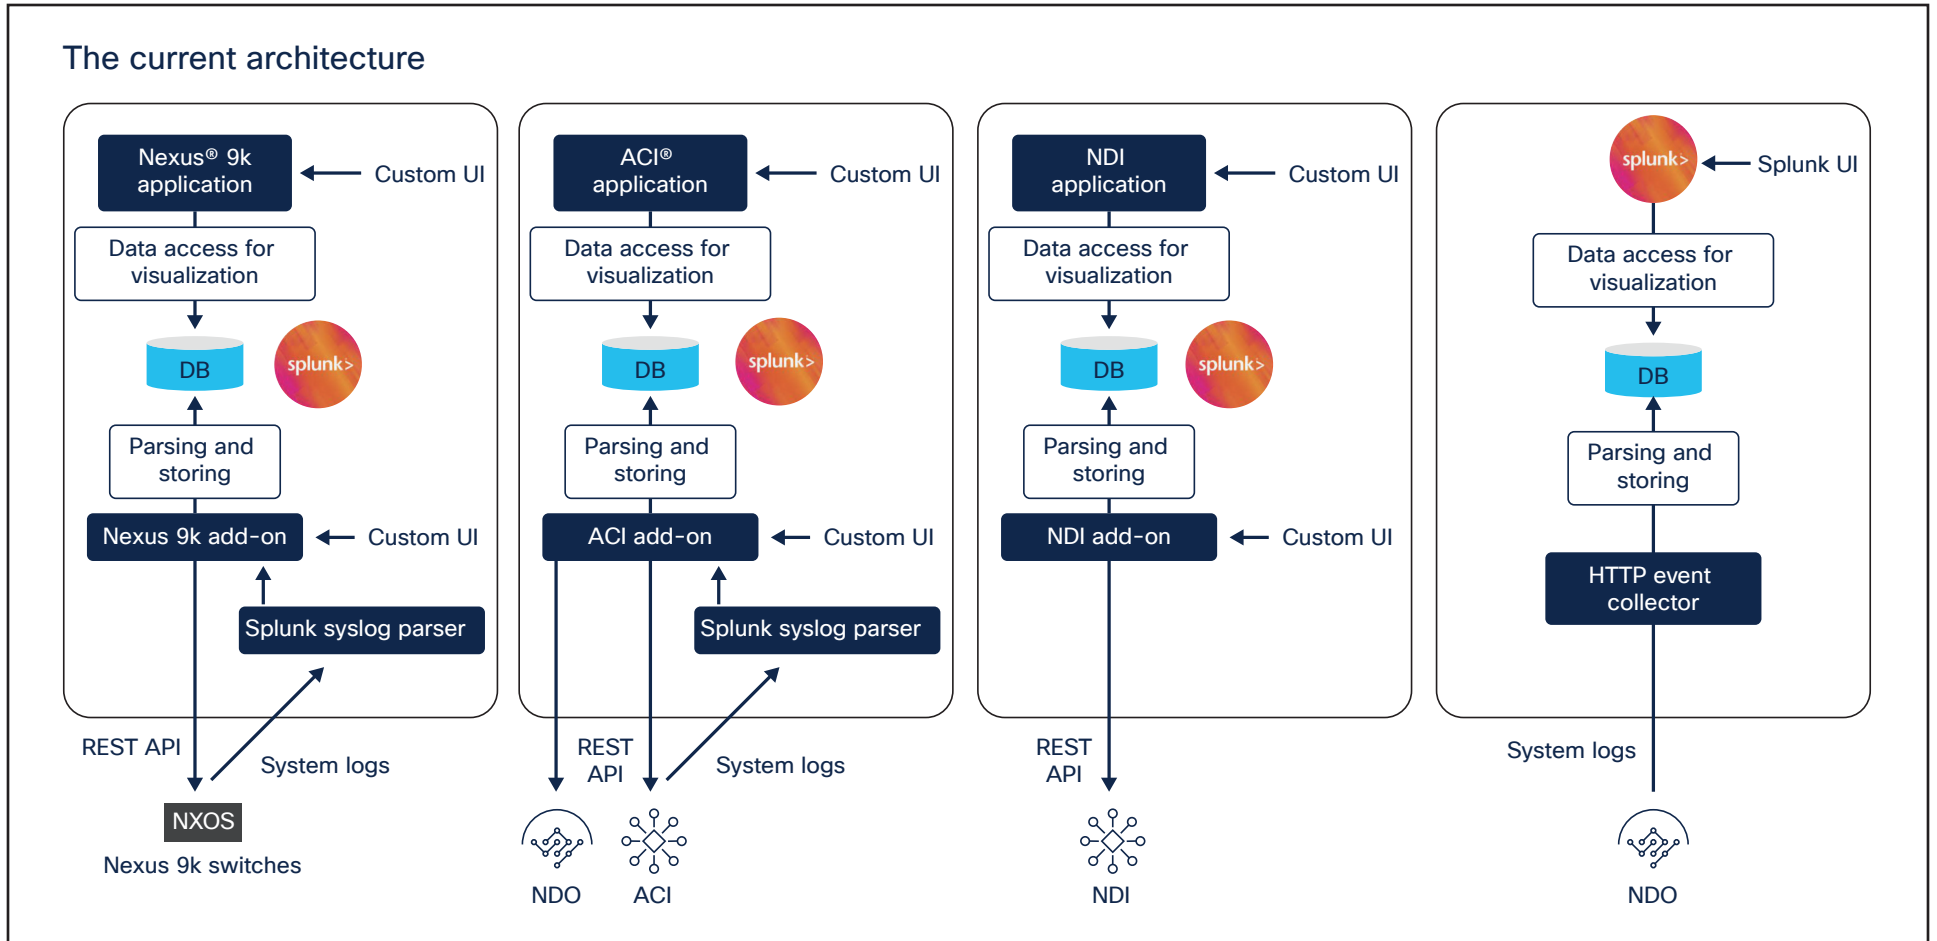 The current architecture
Nexus® 9k
application
Custom UI
Data access for
visualization
DB
splunk>
Parsing and
storing
Nexus 9k add-on
Custom UI
Splunk syslog parser
REST API
System logs
NXOS
Nexus 9k switches
ACI®
application
Custom UI
Data access for
visualization
DB
splunk>
Parsing and
storing
ACI add-on
Custom UI
Splunk syslog parser
REST
API
System logs
NDO
ACI
NDI
application
Custom UI
Data access for
visualization
DB
splunk>
Parsing and
storing
NDI add-on
Custom UI
REST
API
NDI
splunk>
Splunk UI
Data access for
visualization
DB
Parsing and
storing
HTTP event
collector
System logs
NDO